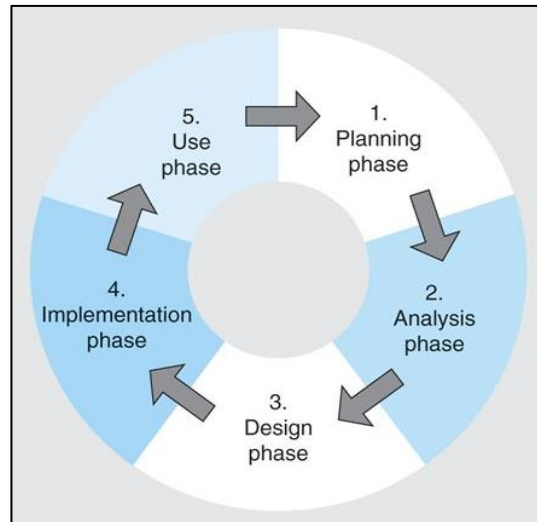 1.
Planning
phase
2.
Analysis
phase
3.
Design
phase
4.
Implementation
phase
5.
Use
phase